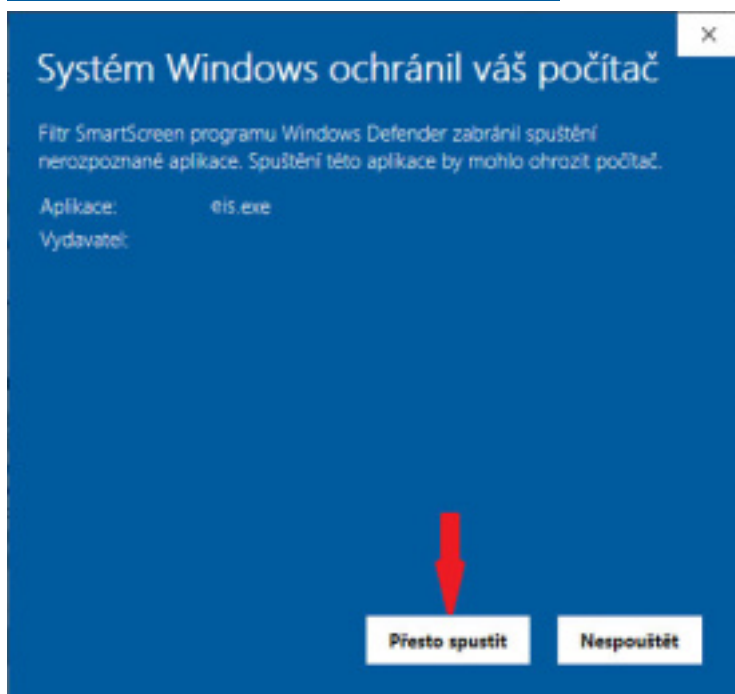 Systém Windows ochránil váš počítač
Filtr SmartScreen programu Windows Defender zabránil spuštění
nerozpoznané aplikace. Spuštění této aplikace by mohlo ohrozit počítač.
Aplikace: eis.exe
Vydavatel:
Přesto spustit Nespouštět